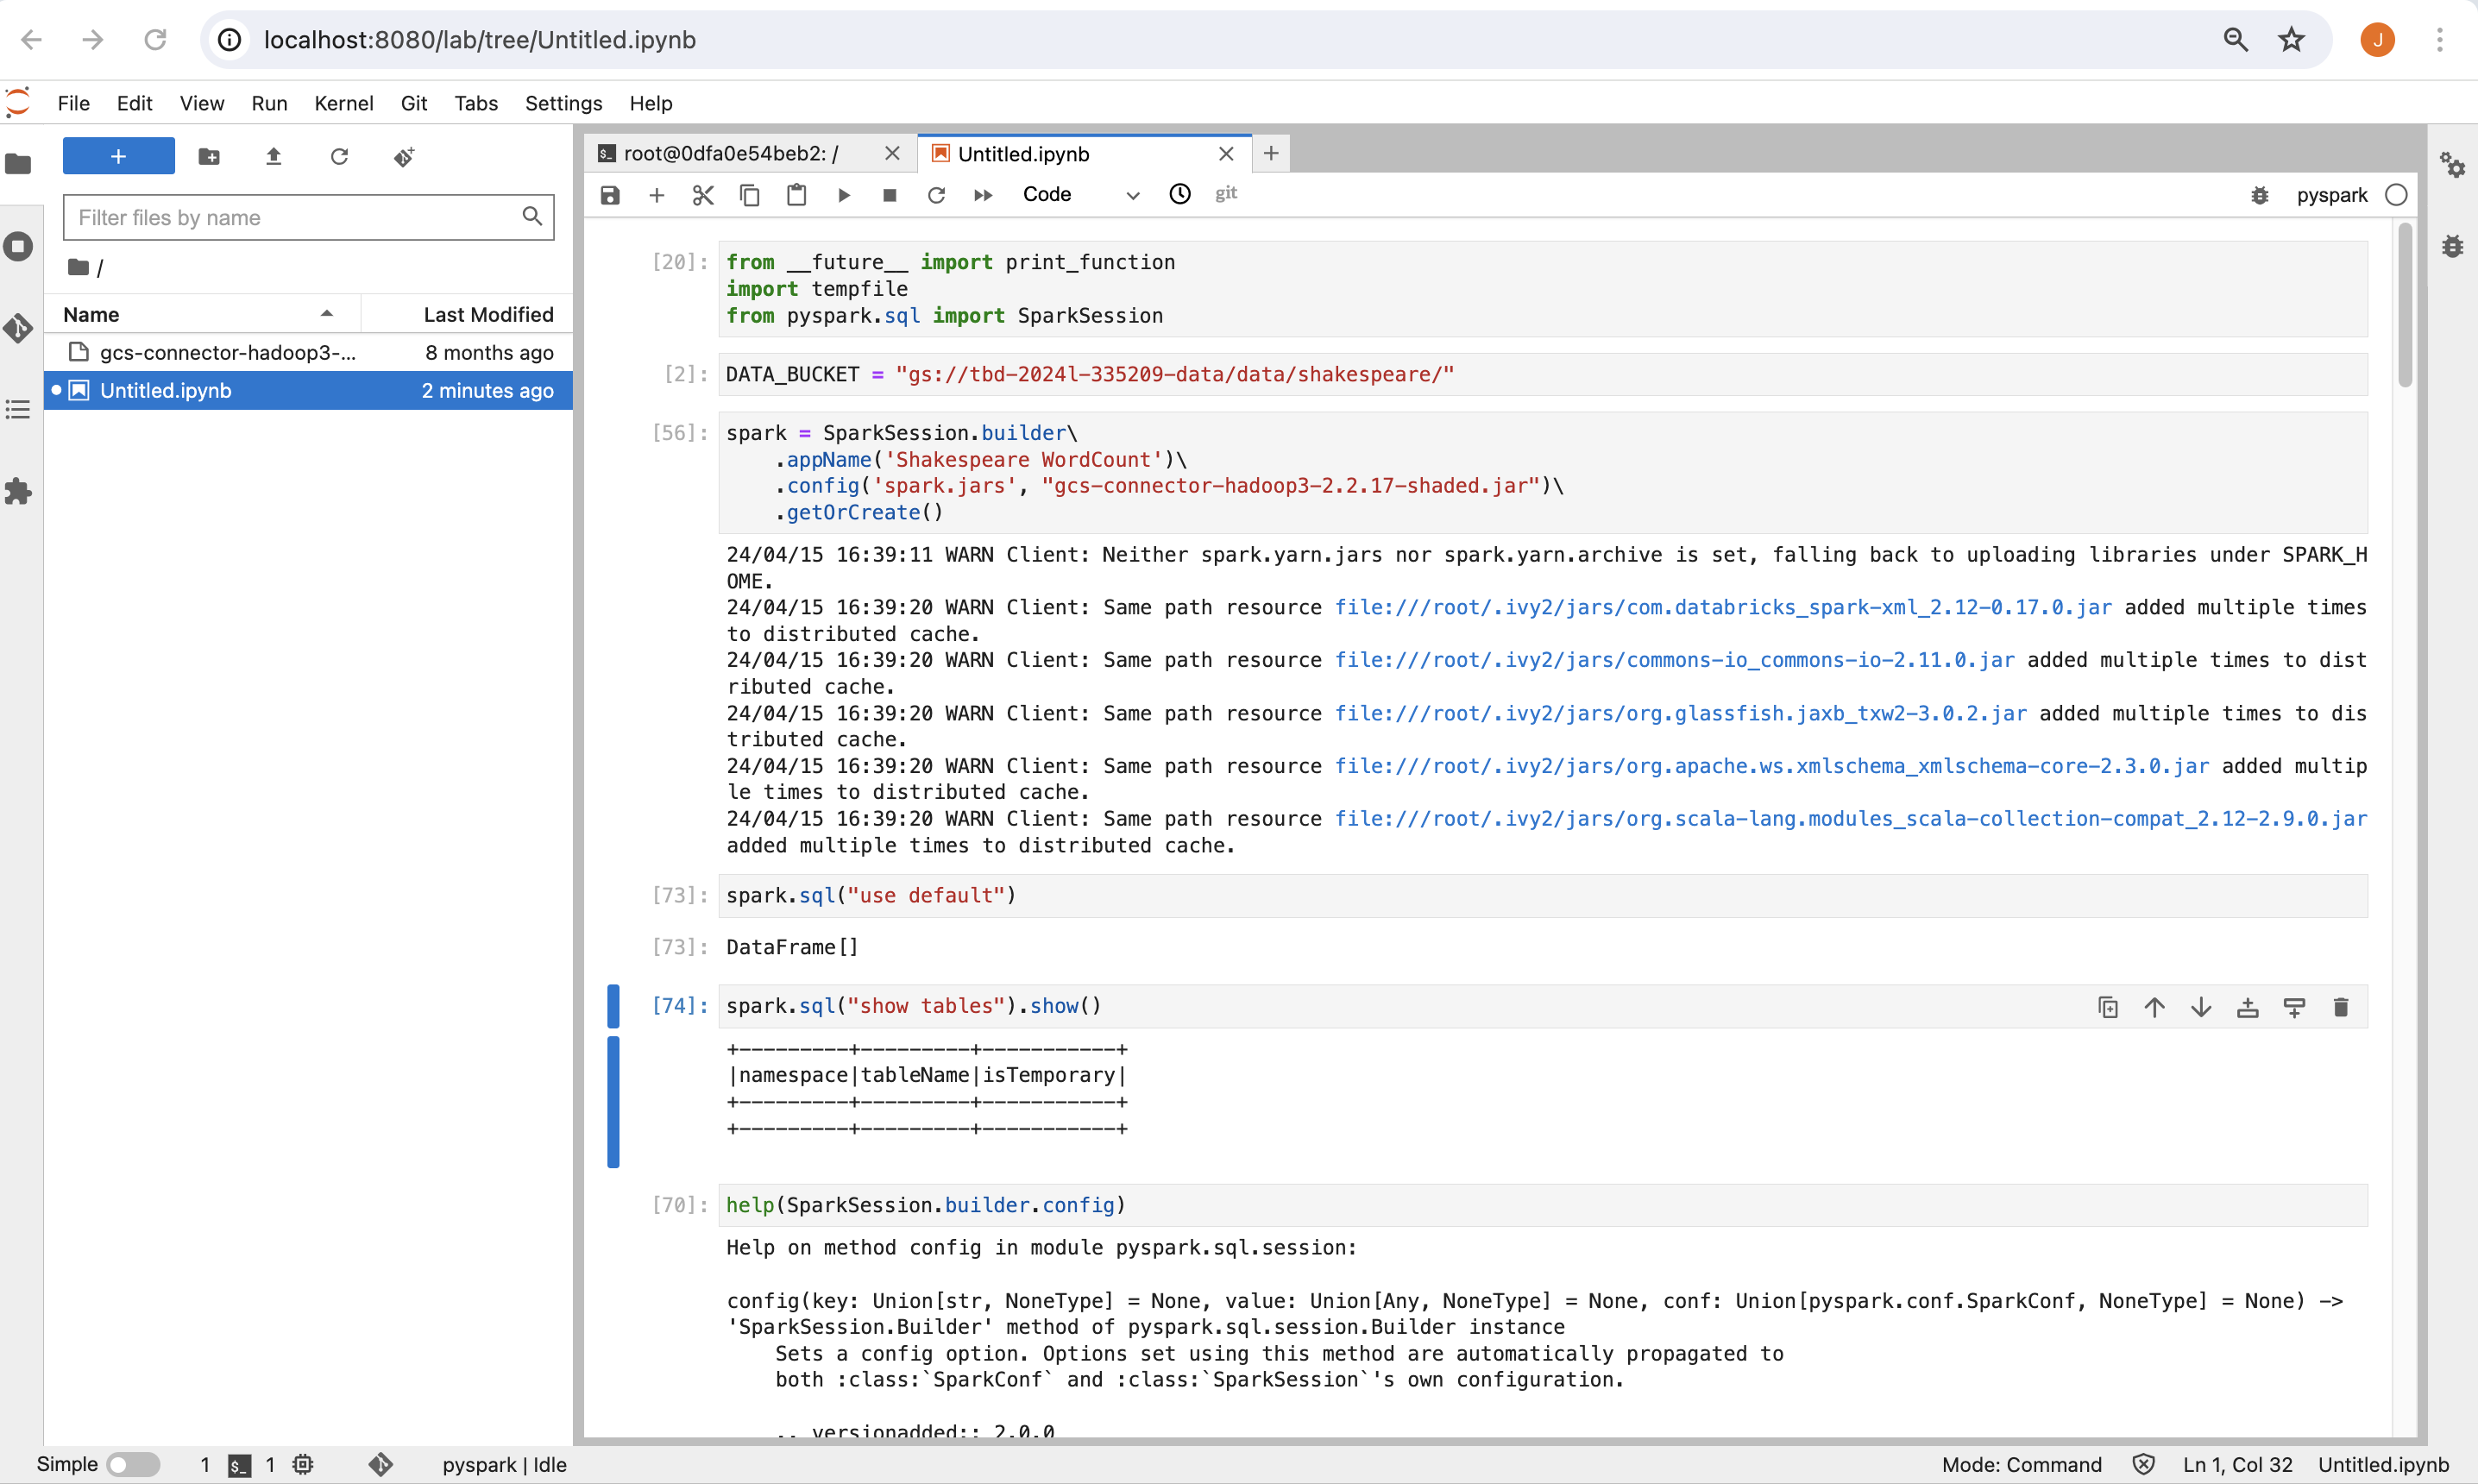 localhost:8080/lab/tree/Untitled.ipynb
J
File Edit View Run Kernel Git Tabs Settings Help
+
Filter files by name
/
Name Last Modified
gcs-connector-hadoop3-... 8 months ago
Untitled.ipynb 2 minutes ago
root@0dfa0e54beb2: /
Untitled.ipynb
Code git pyspark
[20]: from __future__ import print_function
import tempfile
from pyspark.sql import SparkSession
[2]: DATA_BUCKET = "gs://tbd-2024l-335209-data/data/shakespeare/"
[56]: spark = SparkSession.builder\
.appName('Shakespeare WordCount')\
.config('spark.jars', "gcs-connector-hadoop3-2.2.17-shaded.jar")\
.getOrCreate()
24/04/15 16:39:11 WARN Client: Neither spark.yarn.jars nor spark.yarn.archive is set, falling back to uploading libraries under SPARK_H
OME.
24/04/15 16:39:20 WARN Client: Same path resource file:///root/.ivy2/jars/com.databricks_spark-xml_2.12-0.17.0.jar added multiple times
to distributed cache.
24/04/15 16:39:20 WARN Client: Same path resource file:///root/.ivy2/jars/commons-io_commons-io-2.11.0.jar added multiple times to dist
ributed cache.
24/04/15 16:39:20 WARN Client: Same path resource file:///root/.ivy2/jars/org.glassfish.jaxb_txw2-3.0.2.jar added multiple times to dis
tributed cache.
24/04/15 16:39:20 WARN Client: Same path resource file:///root/.ivy2/jars/org.apache.ws.xmlschema_xmlschema-core-2.3.0.jar added multip
le times to distributed cache.
24/04/15 16:39:20 WARN Client: Same path resource file:///root/.ivy2/jars/org.scala-lang.modules_scala-collection-compat_2.12-2.9.0.jar
added multiple times to distributed cache.
[73]: spark.sql("use default")
[73]: DataFrame[]
[74]: spark.sql("show tables").show()
+---------+---------+-----------+
|namespace|tableName|isTemporary|
+---------+---------+-----------+
+---------+---------+-----------+
[70]: help(SparkSession.builder.config)
Help on method config in module pyspark.sql.session:
config(key: Union[str, NoneType] = None, value: Union[Any, NoneType] = None, conf: Union[pyspark.conf.SparkConf, NoneType] = None) ->
'SparkSession.Builder' method of pyspark.sql.session.Builder instance
Sets a config option. Options set using this method are automatically propagated to
both :class:`SparkConf` and :class:`SparkSession`'s own configuration.
.. versionadded:: 2.0.0
Simple 1 $_ 1 pyspark | Idle Mode: Command Ln 1, Col 32 Untitled.ipynb